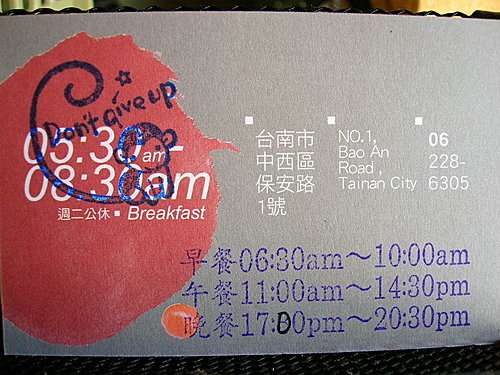 Don't give up
05:30am-
08:30am
週二公休▪Breakfast
台南市
中西區
保安路
1號
NO.1,
Bao An
Road,
Tainan City
06
228-
6305
早餐06:30am～10:00am
午餐11:00am～14:30pm
晚餐17:00pm～20:30pm